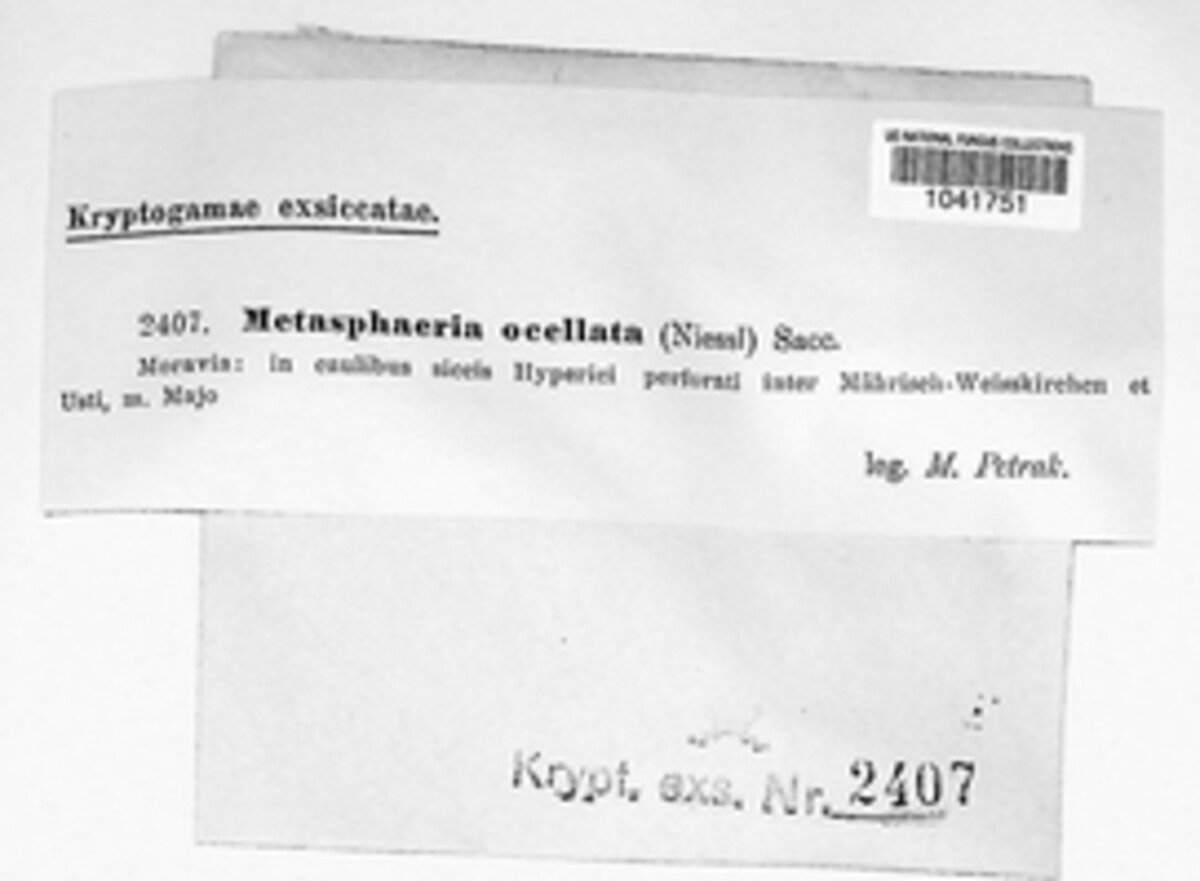 US NATIONAL FUNGUS COLLECTIONS
1041751
Kryptogamae exsiccatae.
2407. Metasphaeria ocellata (Niessl) Sacc.
Moravia: in caulibus siccis Hyperici perforati inter Mährisch-Weisskirchen et
Usti, m. Majo
leg. M. Petrak.
Krypt. exs. Nr. 2407